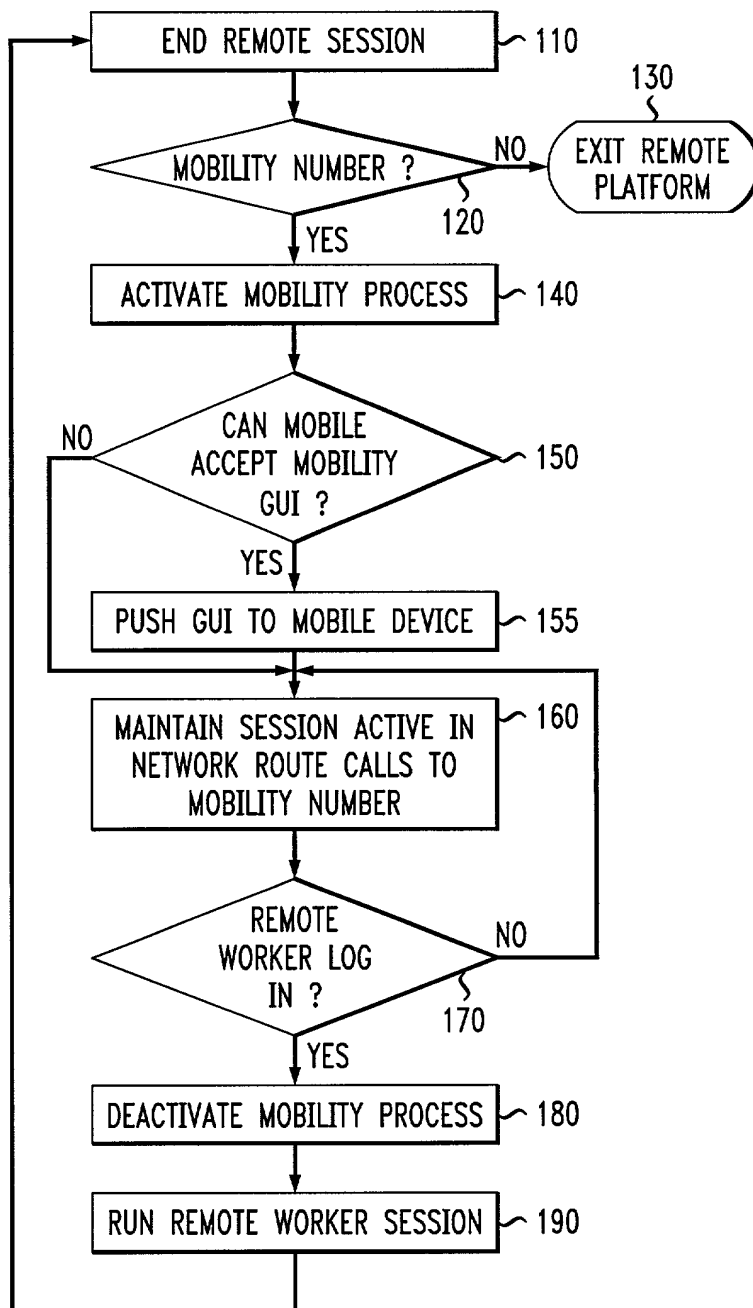 END REMOTE SESSION
110
130
MOBILITY NUMBER ?
NO
EXIT REMOTE
PLATFORM
120
YES
ACTIVATE MOBILITY PROCESS
140
NO
CAN MOBILE
ACCEPT MOBILITY
GUI ?
150
YES
PUSH GUI TO MOBILE DEVICE
155
MAINTAIN SESSION ACTIVE IN
NETWORK ROUTE CALLS TO
MOBILITY NUMBER
160
REMOTE
WORKER LOG
IN ?
NO
170
YES
DEACTIVATE MOBILITY PROCESS
180
RUN REMOTE WORKER SESSION
190